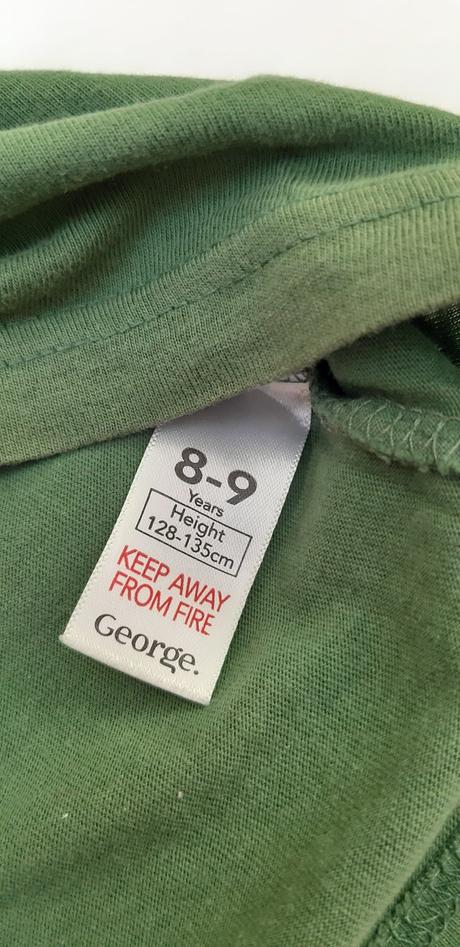 8-9
Years
Height
128-135cm
KEEP AWAY
FROM FIRE
George.